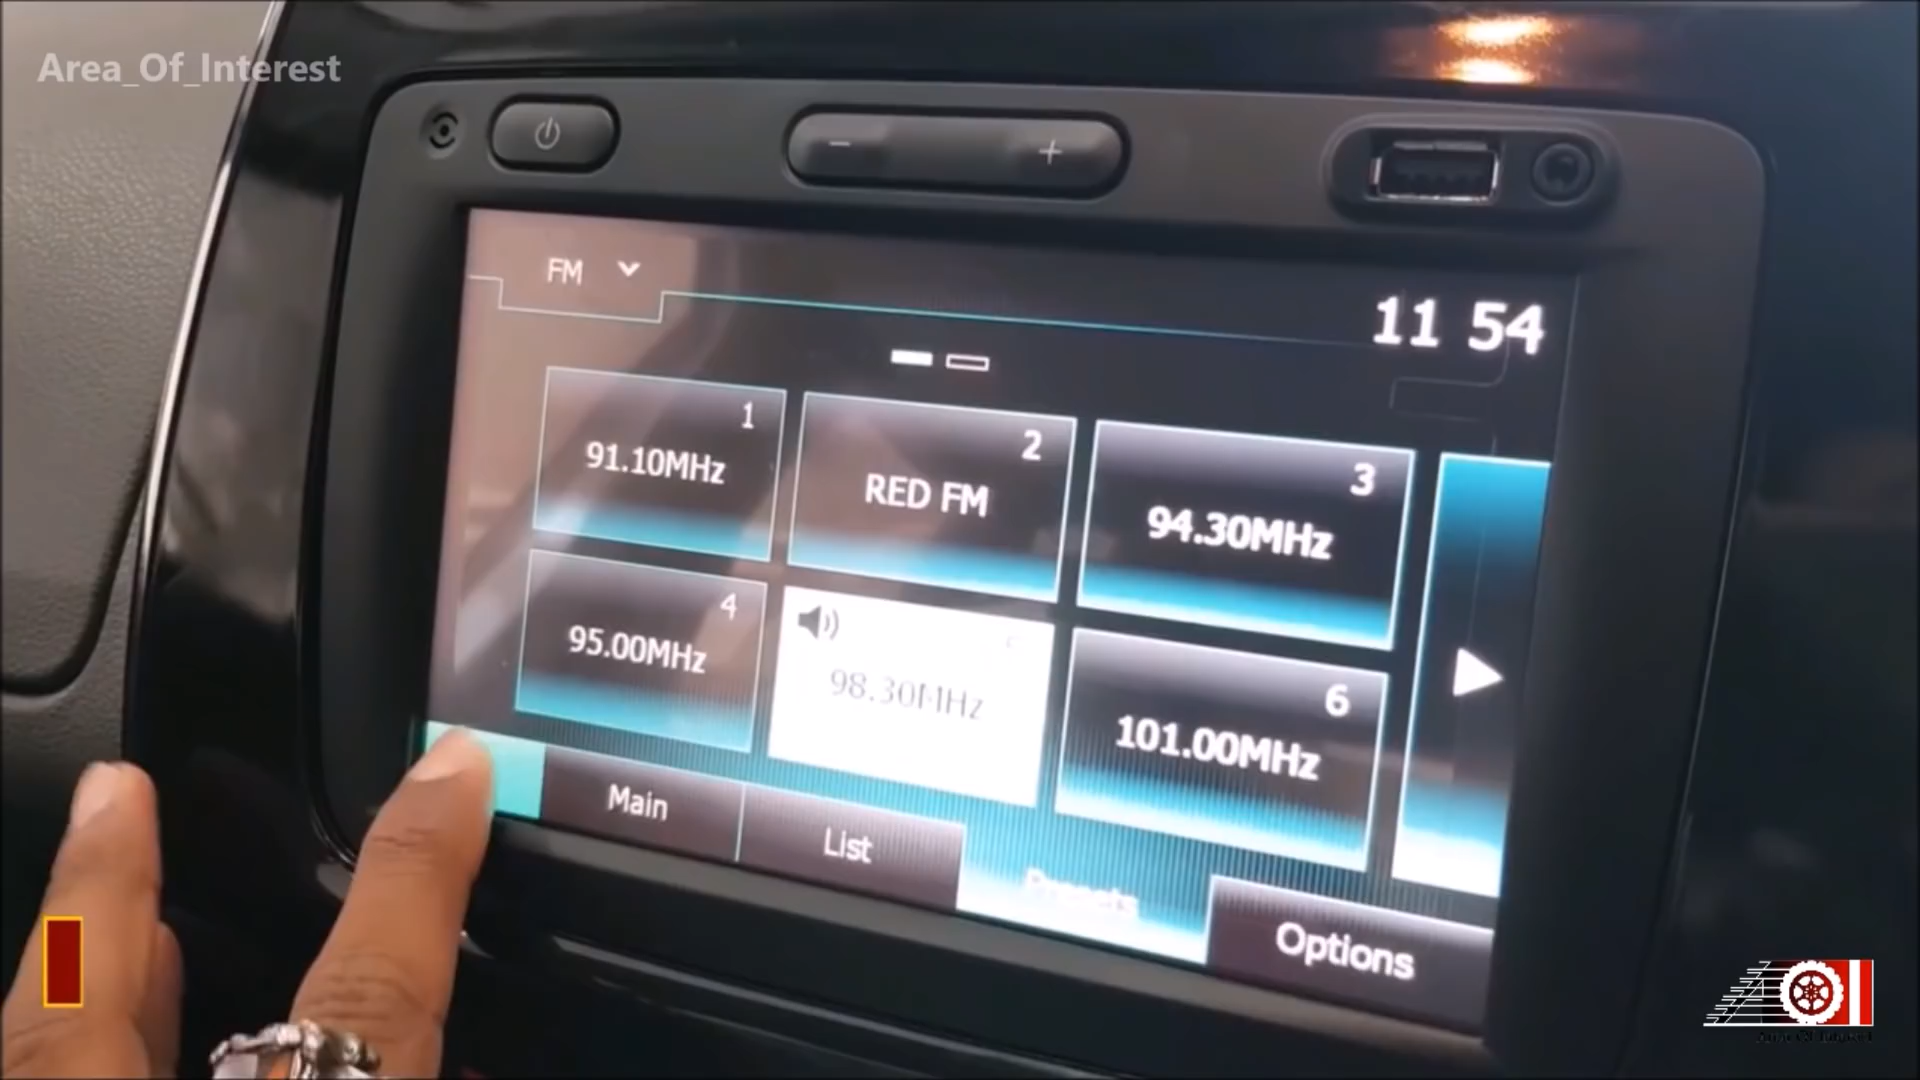 Area_Of_Interest
FM
11 54
1
91.10MHz
2
RED FM
3
94.30MHz
4
95.00MHz
98.30MHz
6
101.00MHz
Main
List
Presets
Options